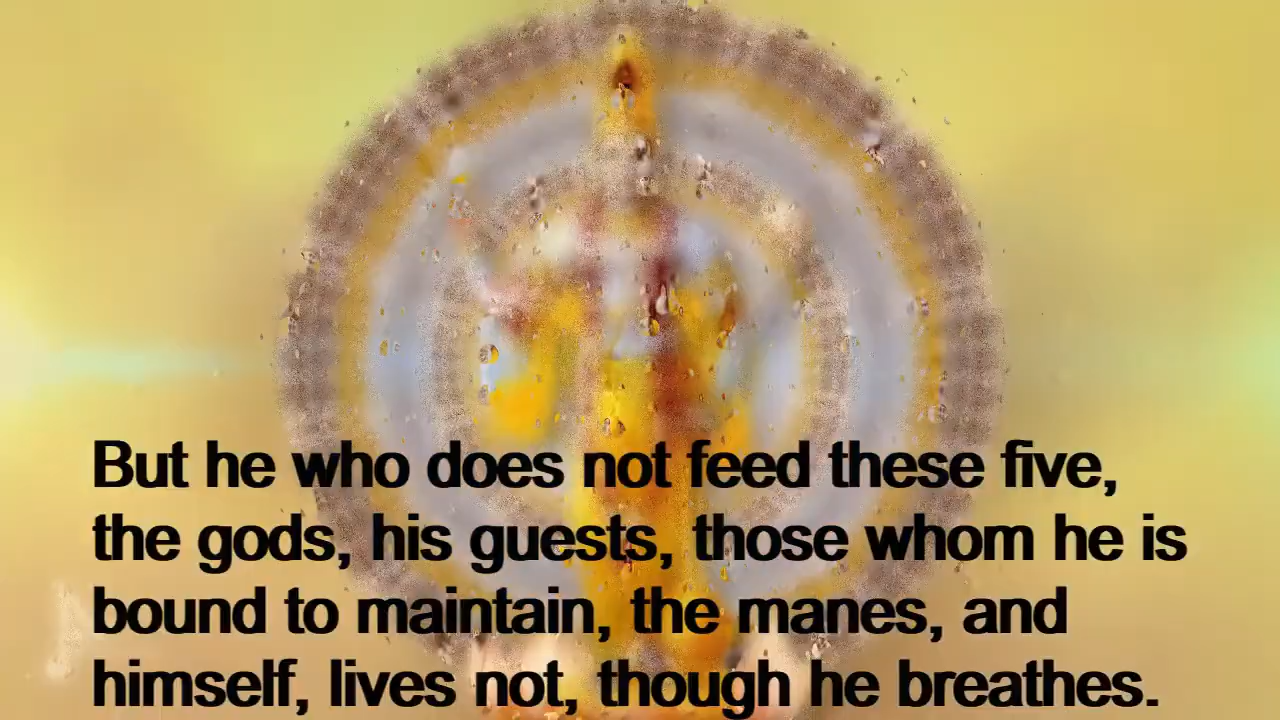 But he who does not feed these five,
the gods, his guests, those whom he is
bound to maintain, the manes, and
himself, lives not, though he breathes.